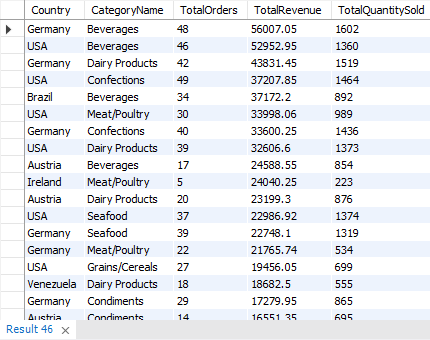 Country CategoryName TotalOrders TotalRevenue TotalQuantitySold
Germany Beverages 48 56007.05 1602
USA Beverages 46 52952.95 1360
Germany Dairy Products 42 43831.45 1519
USA Confections 49 37207.85 1464
Brazil Beverages 34 37172.2 892
USA Meat/Poultry 30 33998.06 989
Germany Confections 40 33600.25 1436
USA Dairy Products 39 32606.6 1373
Austria Beverages 17 24588.55 854
Ireland Meat/Poultry 5 24040.25 223
Austria Dairy Products 20 23199.3 876
USA Seafood 37 22986.92 1374
Germany Seafood 39 22748.1 1319
Germany Meat/Poultry 22 21765.74 534
USA Grains/Cereals 27 19456.05 699
Venezuela Dairy Products 18 18682.5 555
Germany Condiments 29 17279.95 865
Austria Condiments 14 16551.35 695
Result 46